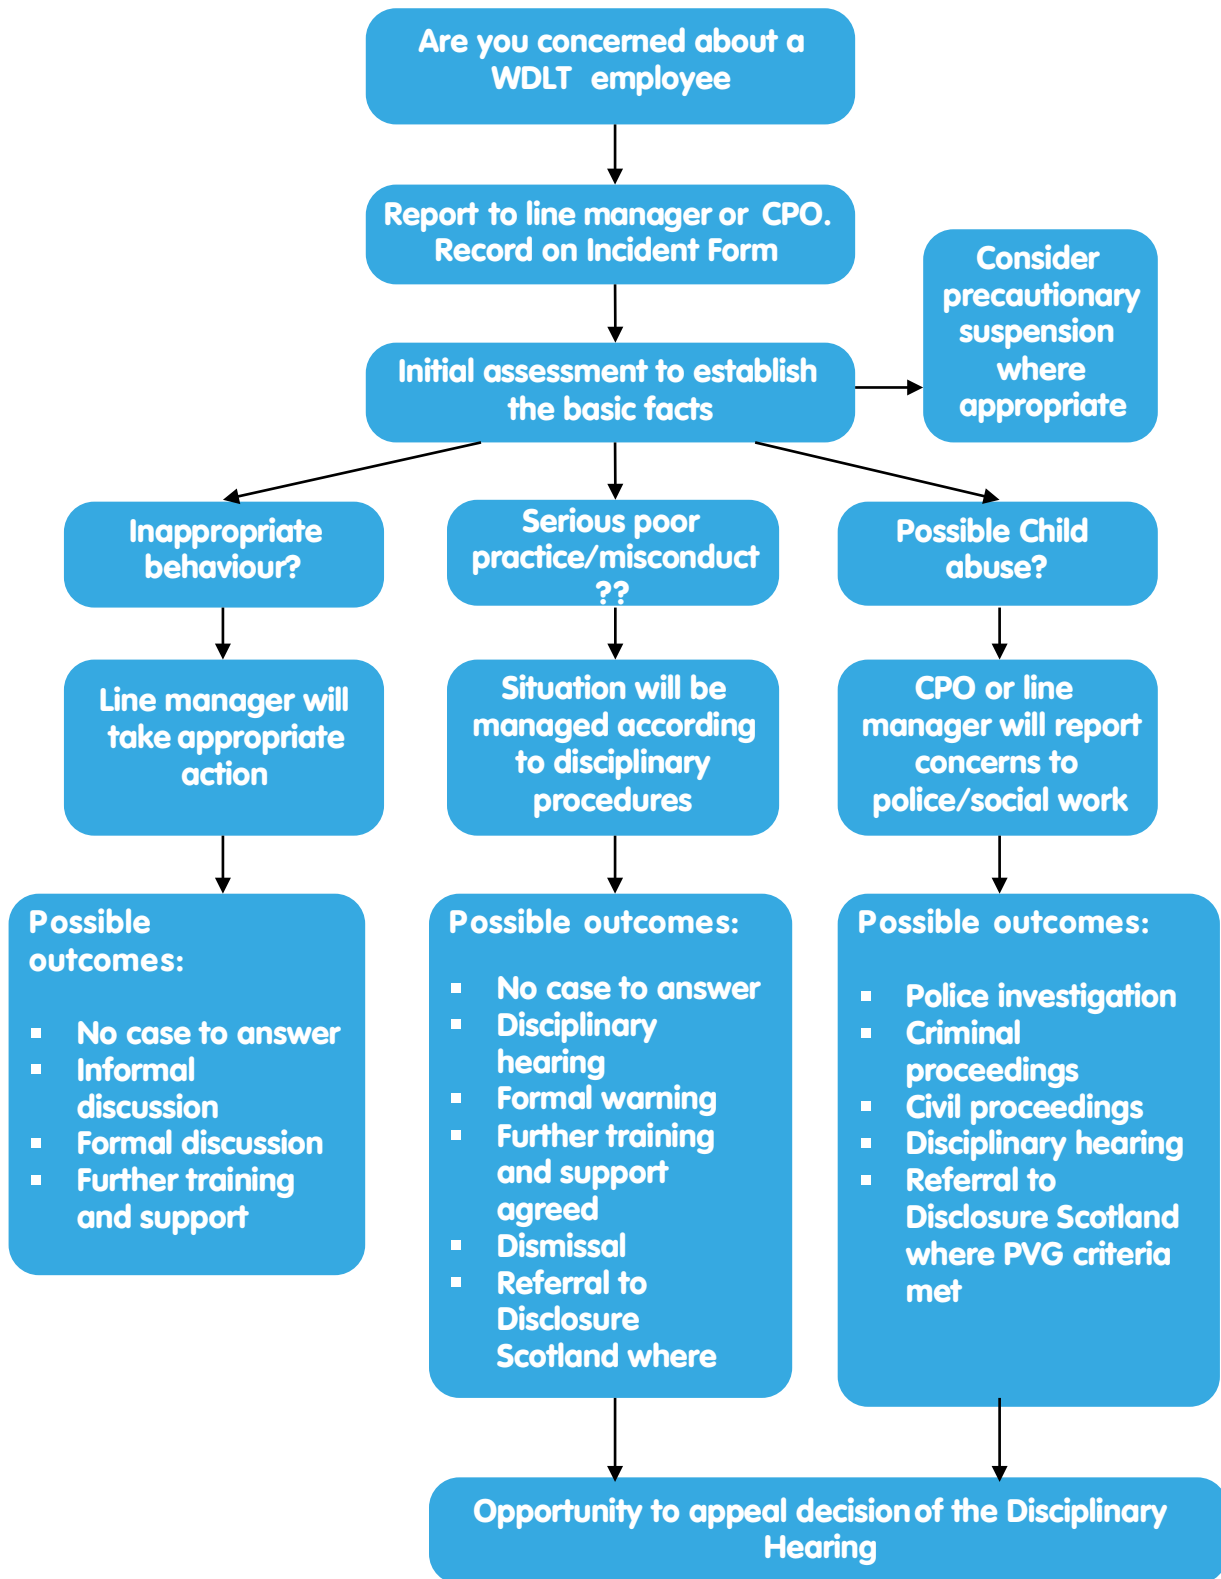 Are you concerned about a
WDLT employee
Report to line manager or CPO.
Record on Incident Form
Consider
precautionary
suspension
where
appropriate
Initial assessment to establish
the basic facts
Inappropriate
behaviour?
Serious poor
practice/misconduct
??
Possible Child
abuse?
Line manager will
take appropriate
action
Situation will be
managed according
to disciplinary
procedures
CPO or line
manager will report
concerns to
police/social work
Possible
outcomes:
▪ No case to answer
▪ Informal
discussion
▪ Formal discussion
▪ Further training
and support
Possible outcomes:
▪ No case to answer
▪ Disciplinary
hearing
▪ Formal warning
▪ Further training
and support
agreed
▪ Dismissal
▪ Referral to
Disclosure
Scotland where
Possible outcomes:
▪ Police investigation
▪ Criminal
proceedings
▪ Civil proceedings
▪ Disciplinary hearing
▪ Referral to
Disclosure Scotland
where PVG criteria
met
Opportunity to appeal decision of the Disciplinary
Hearing